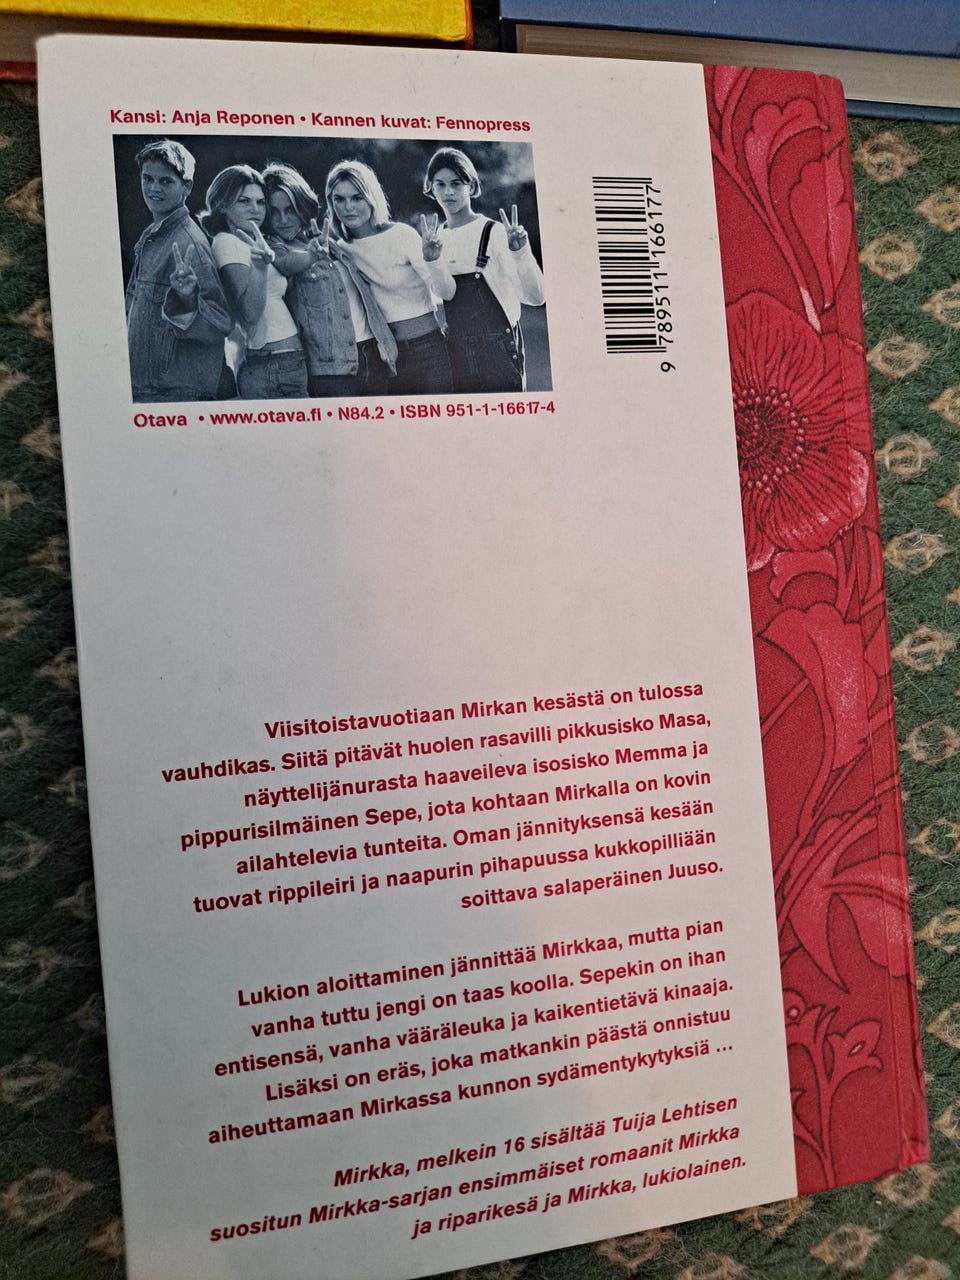 Kansi: Anja Reponen • Kannen kuvat: Fennopress
9 789511 166177
Otava • www.otava.fi • N84.2 • ISBN 951-1-16617-4
Viisitoistavuotiaan Mirkan kesästä on tulossa
vauhdikas. Siitä pitävät huolen rasavilli pikkusisko Masa,
näyttelijänurasta haaveileva isosisko Memma ja
pippurisilmäinen Sepe, jota kohtaan Mirkalla on kovin
ailahtelevia tunteita. Oman jännityksensä kesään
tuovat rippileiri ja naapurin pihapuussa kukkopilliään
soittava salaperäinen Juuso.
Lukion aloittaminen jännittää Mirkkaa, mutta pian
vanha tuttu jengi on taas koolla. Sepekin on ihan
entisensä, vanha vääräleuka ja kaikentietävä kinaaja.
Lisäksi on eräs, joka matkankin päästä onnistuu
aiheuttamaan Mirkassa kunnon sydämentykytyksiä ...
Mirkka, melkein 16 sisältää Tuija Lehtisen
suositun Mirkka-sarjan ensimmäiset romaanit Mirkka
ja riparikesä ja Mirkka, lukiolainen.